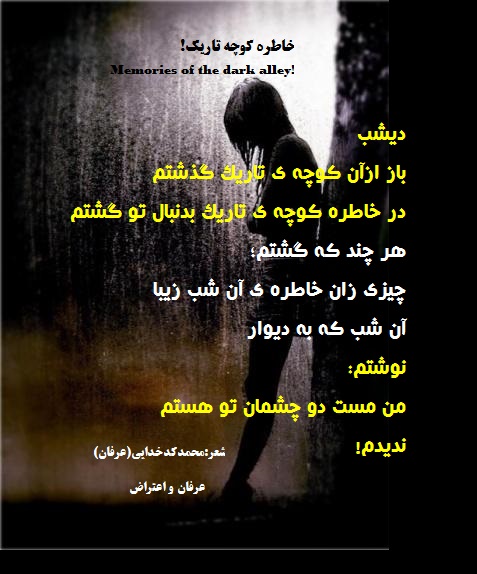 خاطره کوچه تاریک!
Memories of the dark alley!
دیشب
باز ازآن کوچه ی تاریک گذشتم
در خاطره کوچه ی تاریک بدنبال تو گشتم
هر چند که گشتم؛
چیزی زان خاطره ی آن شب زیبا
آن شب که به دیوار
نوشتم:
من مست دو چشمان تو هستم
ندیدم!
شعر:محمدکدخدایی(عرفان)
عرفان و اعتراض